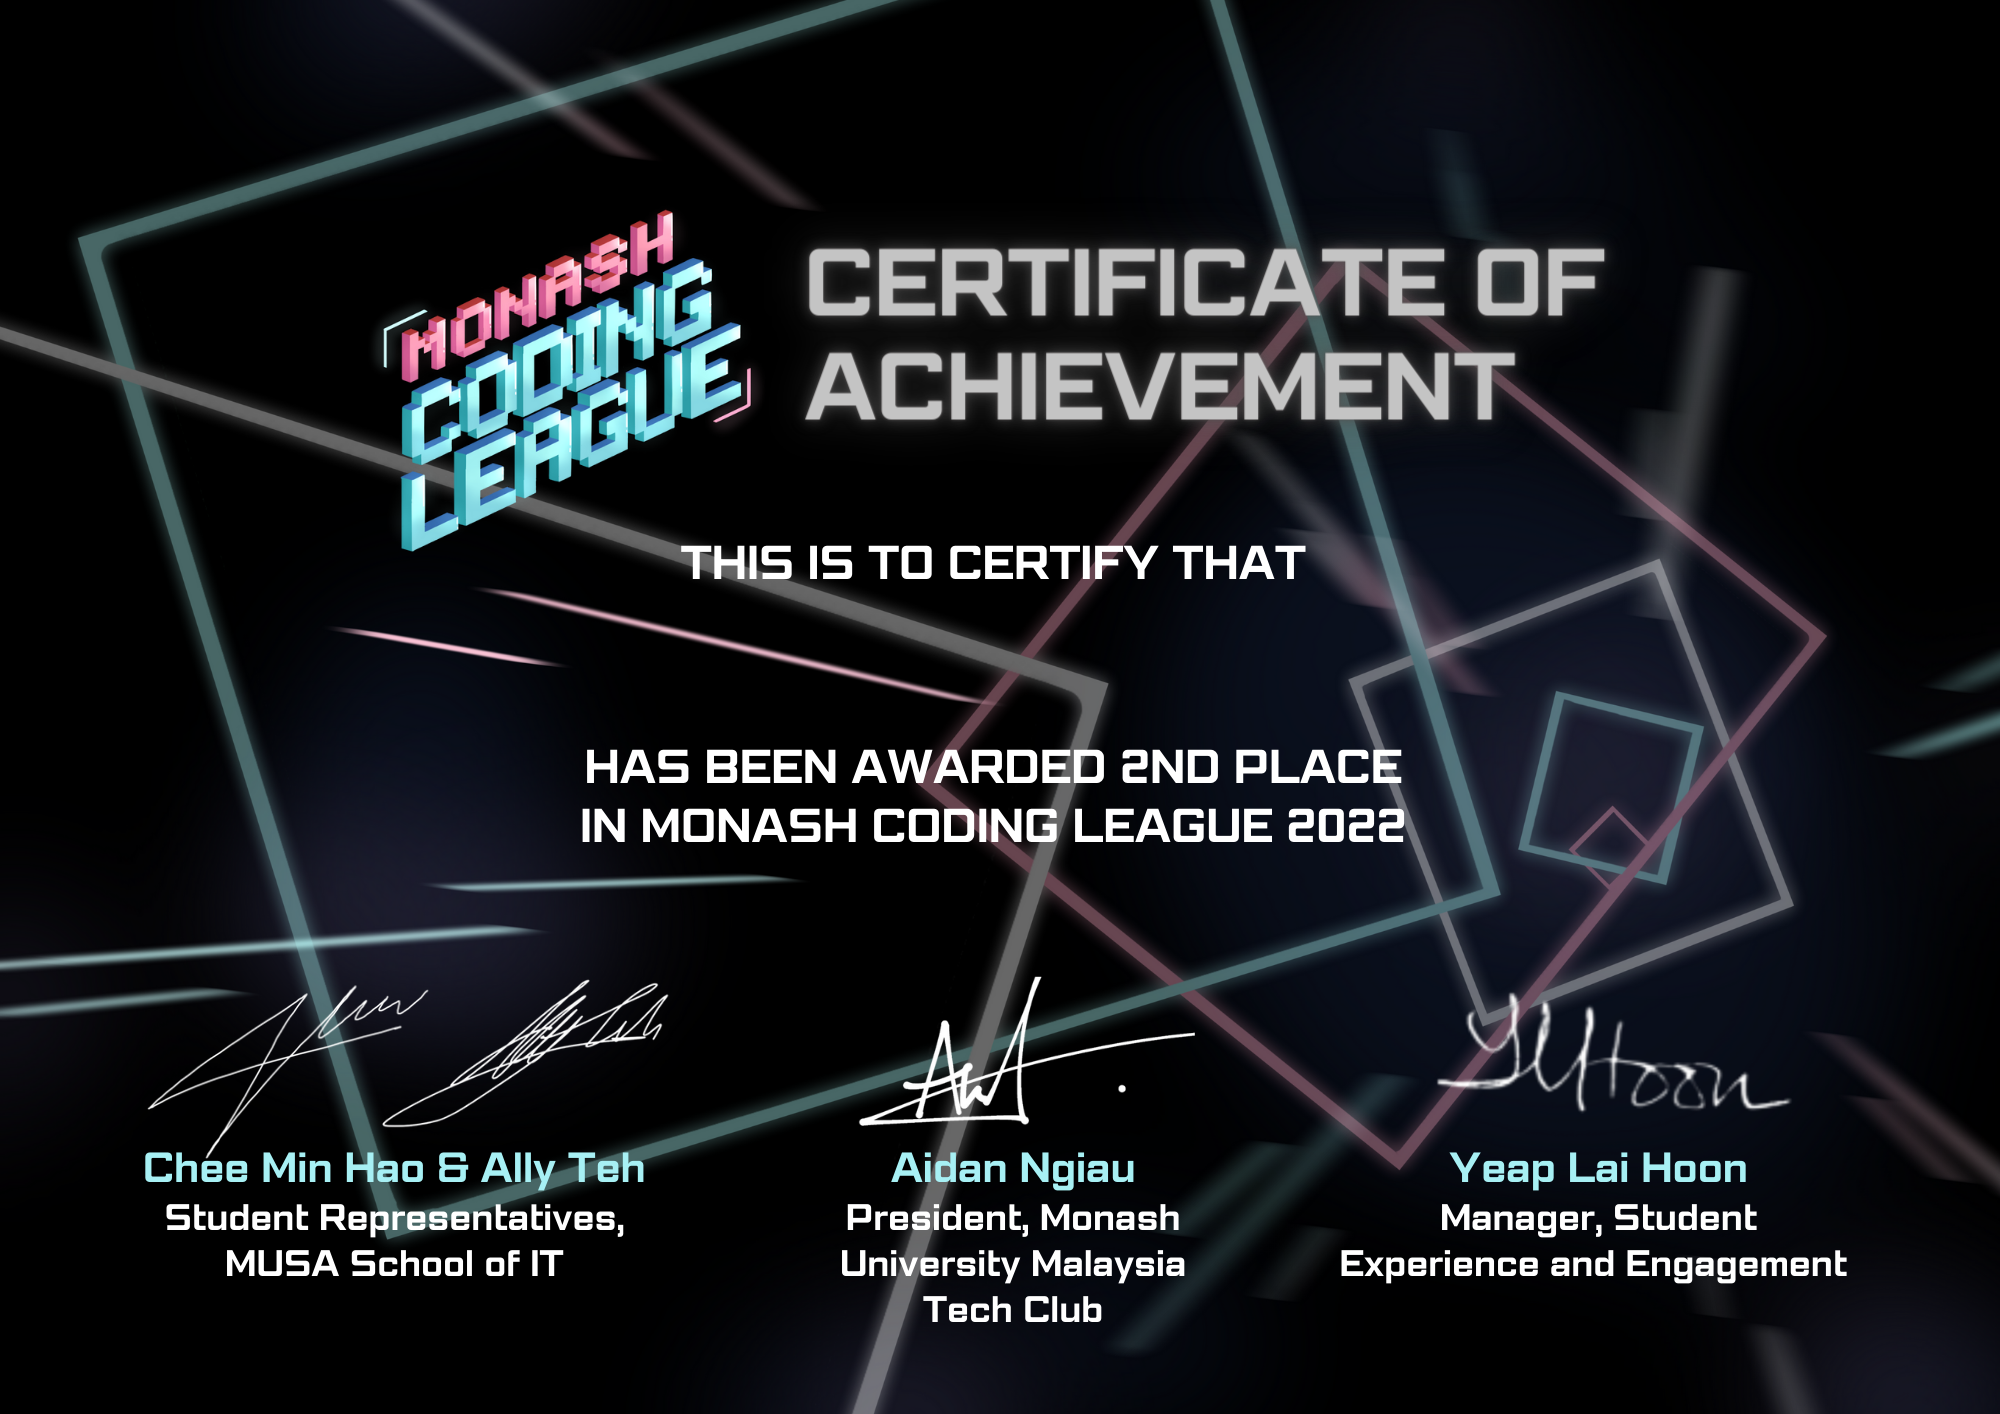 MONASH
CODING
LEAGUE
CERTIFICATE OF
ACHIEVEMENT
THIS IS TO CERTIFY THAT
HAS BEEN AWARDED 2ND PLACE
IN MONASH CODING LEAGUE 2022
Chee Min Hao & Ally Teh
Student Representatives,
MUSA School of IT
Aidan Ngiau
President, Monash
University Malaysia
Tech Club
Yeap Lai Hoon
Manager, Student
Experience and Engagement